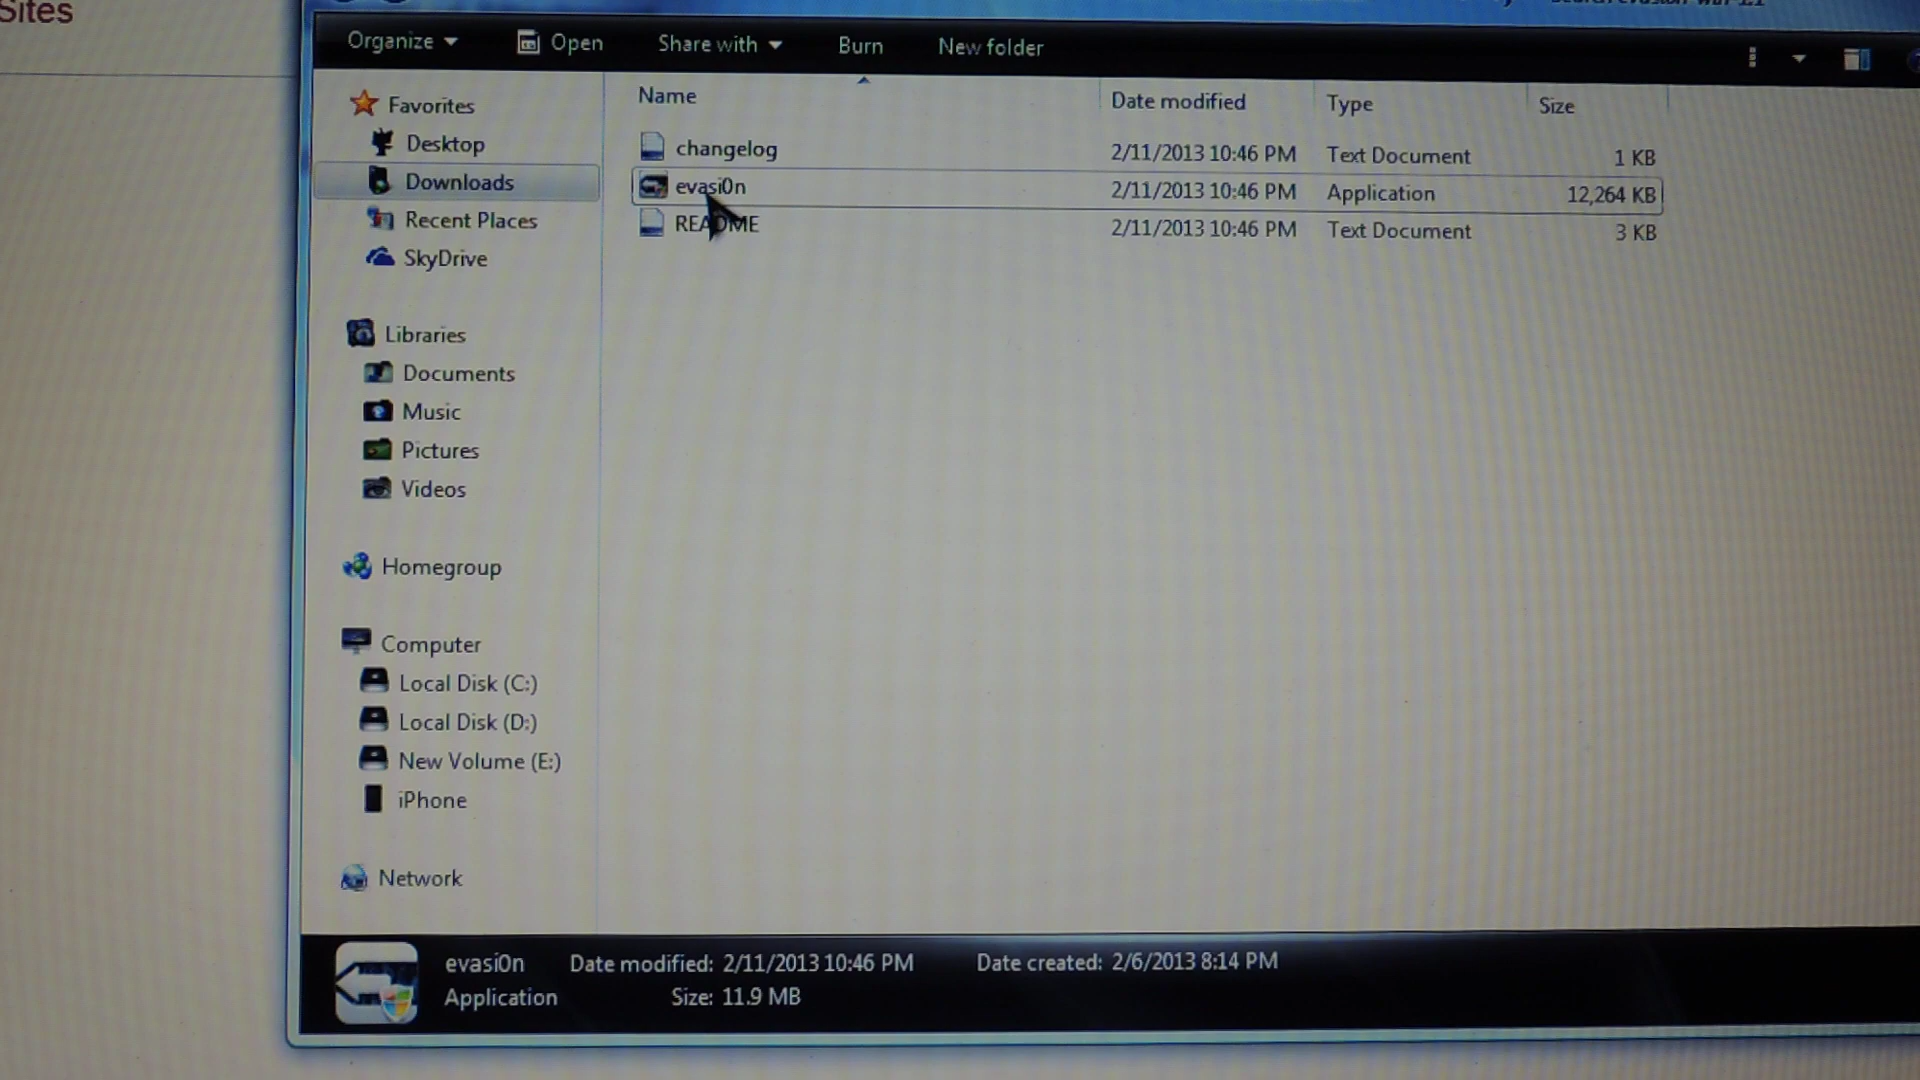 Sites
Organize Open Share with Burn New folder
Favorites
Desktop
Downloads
Recent Places
SkyDrive
Libraries
Documents
Music
Pictures
Videos
Homegroup
Computer
Local Disk (C:)
Local Disk (D:)
New Volume (E:)
iPhone
Network
Name Date modified Type Size
changelog 2/11/2013 10:46 PM Text Document 1 KB
evasi0n 2/11/2013 10:46 PM Application 12,264 KB
README 2/11/2013 10:46 PM Text Document 3 KB
evasi0n Date modified: 2/11/2013 10:46 PM Date created: 2/6/2013 8:14 PM
Application Size: 11.9 MB